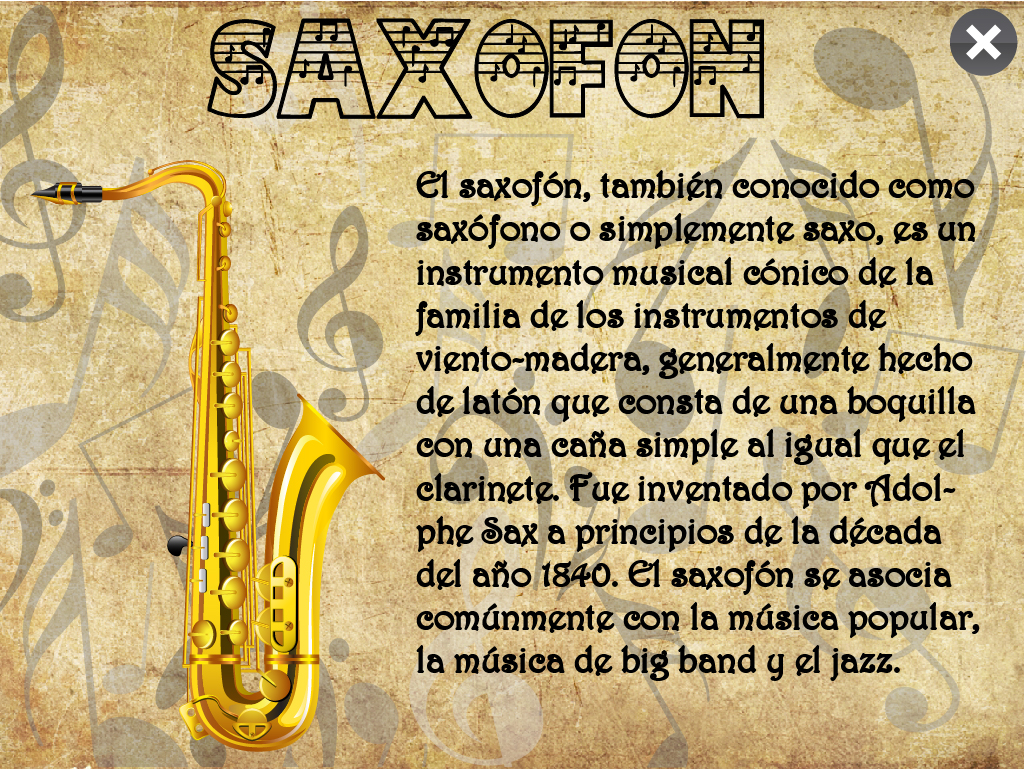 SAXOFON
El saxofón, también conocido como
saxófono o simplemente saxo, es un
instrumento musical cónico de la
familia de los instrumentos de
viento-madera, generalmente hecho
de latón que consta de una boquilla
con una caña simple al igual que el
clarinete. Fue inventado por Adol-
phe Sax a principios de la década
del año 1840. El saxofón se asocia
comúnmente con la música popular,
la música de big band y el jazz.